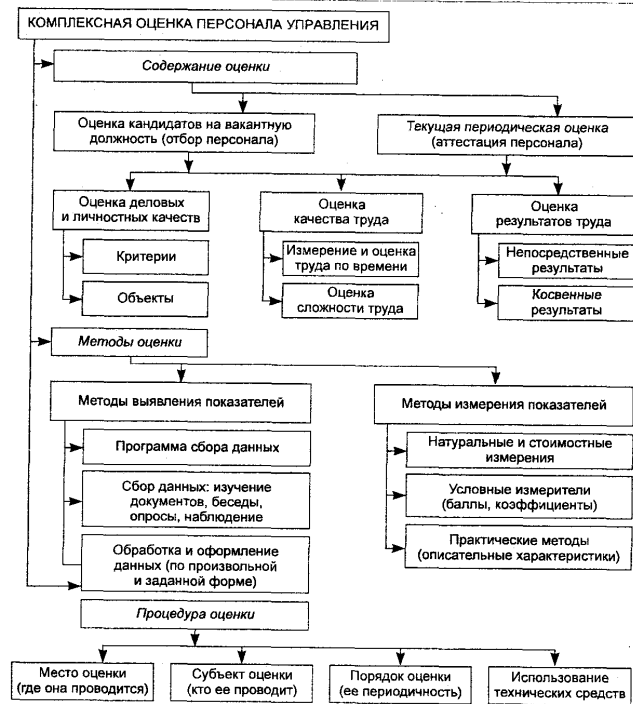 КОМПЛЕКСНАЯ ОЦЕНКА ПЕРСОНАЛА УПРАВЛЕНИЯ
Содержание оценки
Оценка кандидатов на вакантную
должность (отбор персонала)
Текущая периодическая оценка
(аттестация персонала)
Оценка деловых
и личностных качеств
Оценка
качества труда
Оценка
результатов труда
Критерии
Измерение и оценка
труда по времени
Непосредственные
результаты
Объекты
Оценка
сложности труда
Косвенные
результаты
Методы оценки
Методы выявления показателей
Методы измерения показателей
Программа сбора данных
Натуральные и стоимостные
измерения
Сбор данных: изучение
документов, беседы,
опросы, наблюдение
Условные измерители
(баллы, коэффициенты)
Обработка и оформление
данных (по произвольной
и заданной форме)
Практические методы
(описательные характеристики)
Процедура оценки
Место оценки
(где она проводится)
Субъект оценки
(кто ее проводит)
Порядок оценки
(ее периодичность)
Использование
технических средств